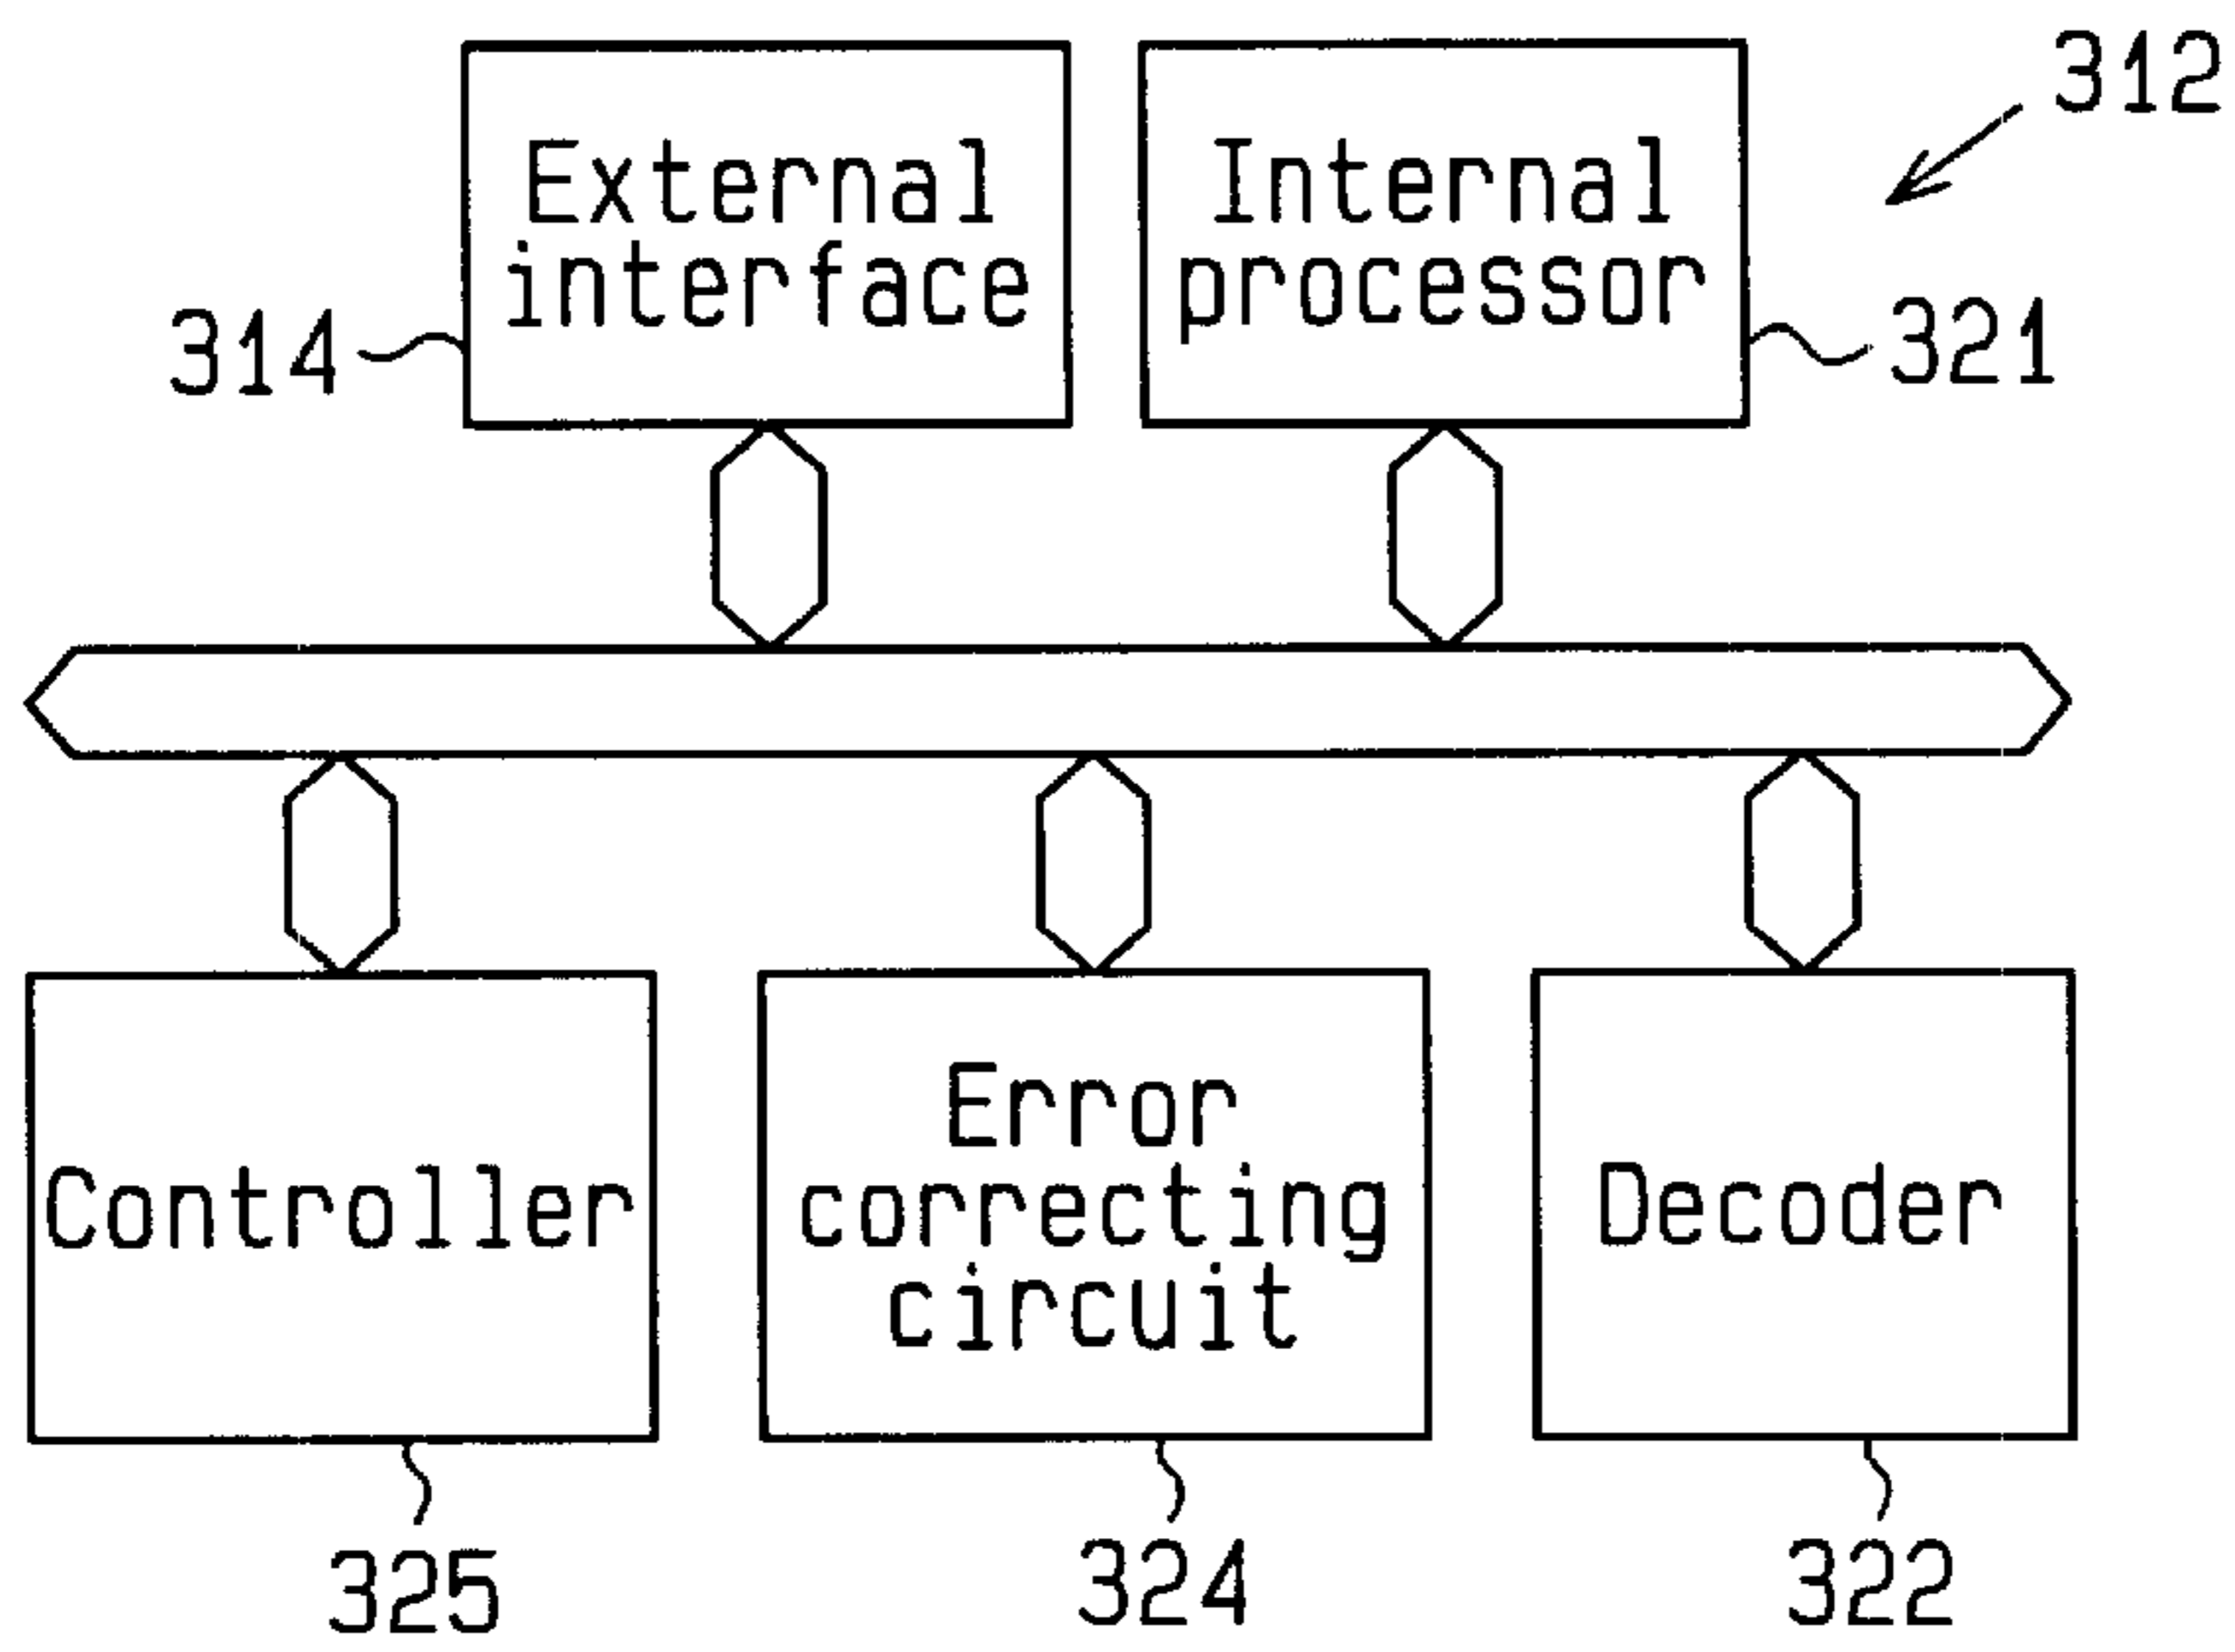 312
External
interface
314
Internal
processor
321
Controller
325
Error
correcting
circuit
324
Decoder
322